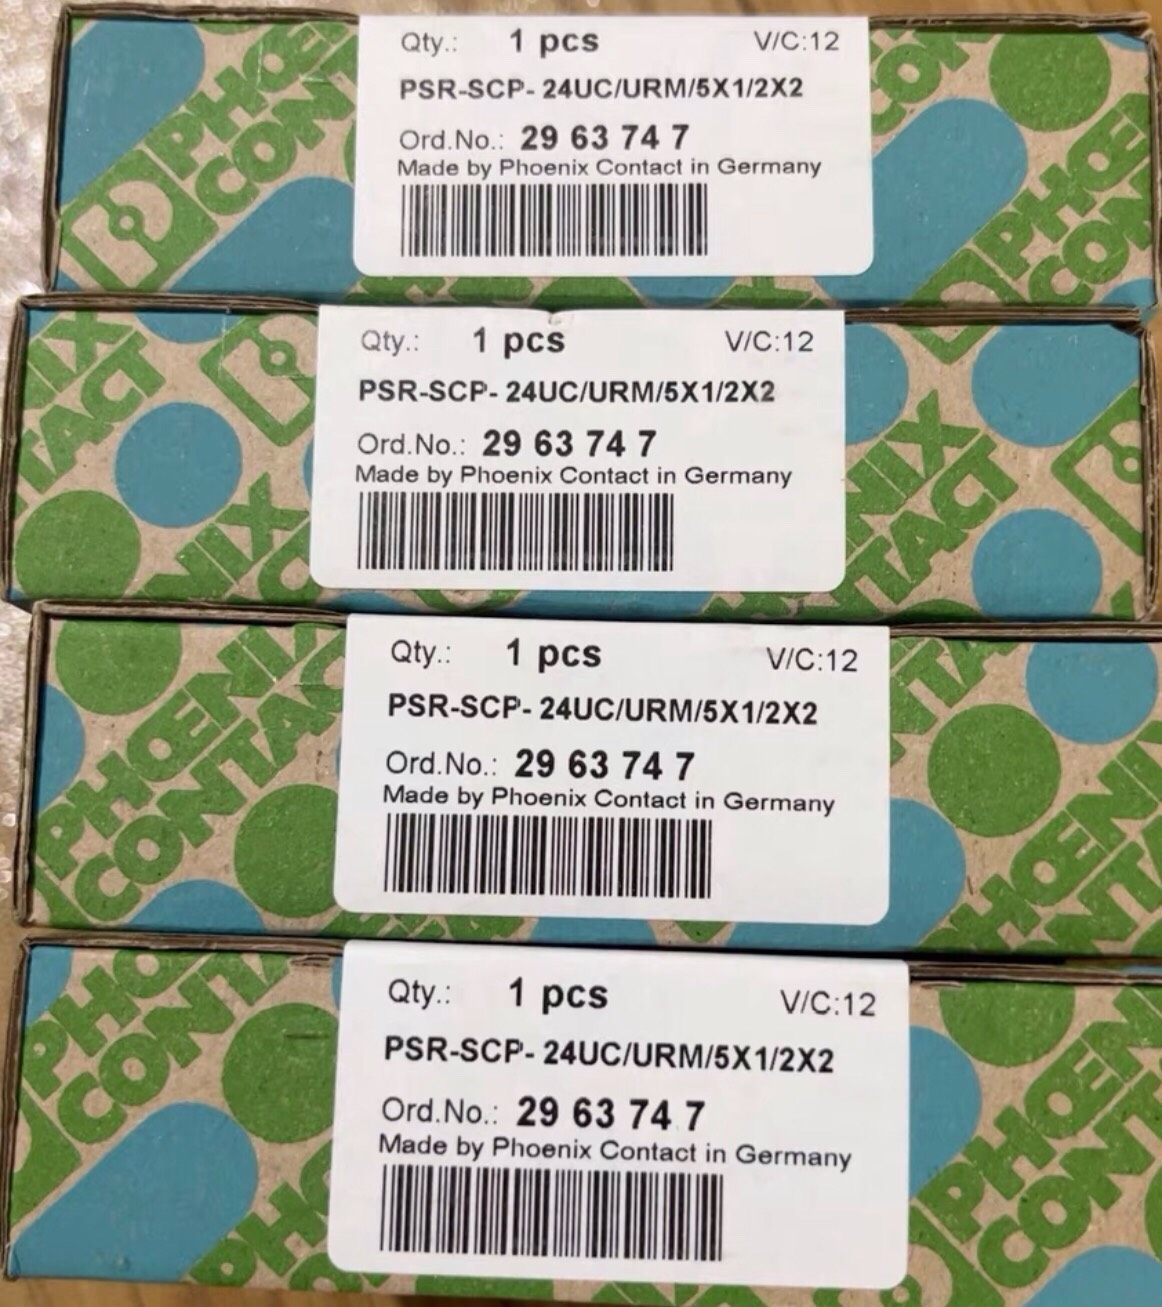 Qty.: 1 pcs V/C:12
PSR-SCP- 24UC/URM/5X1/2X2
Ord.No.: 29 63 74 7
Made by Phoenix Contact in Germany
PHOENIX
CONTACT
Qty.: 1 pcs V/C:12
PSR-SCP- 24UC/URM/5X1/2X2
Ord.No.: 29 63 74 7
Made by Phoenix Contact in Germany
Qty.: 1 pcs V/C:12
PSR-SCP- 24UC/URM/5X1/2X2
Ord.No.: 29 63 74 7
Made by Phoenix Contact in Germany
Qty.: 1 pcs V/C:12
PSR-SCP- 24UC/URM/5X1/2X2
Ord.No.: 29 63 74 7
Made by Phoenix Contact in Germany